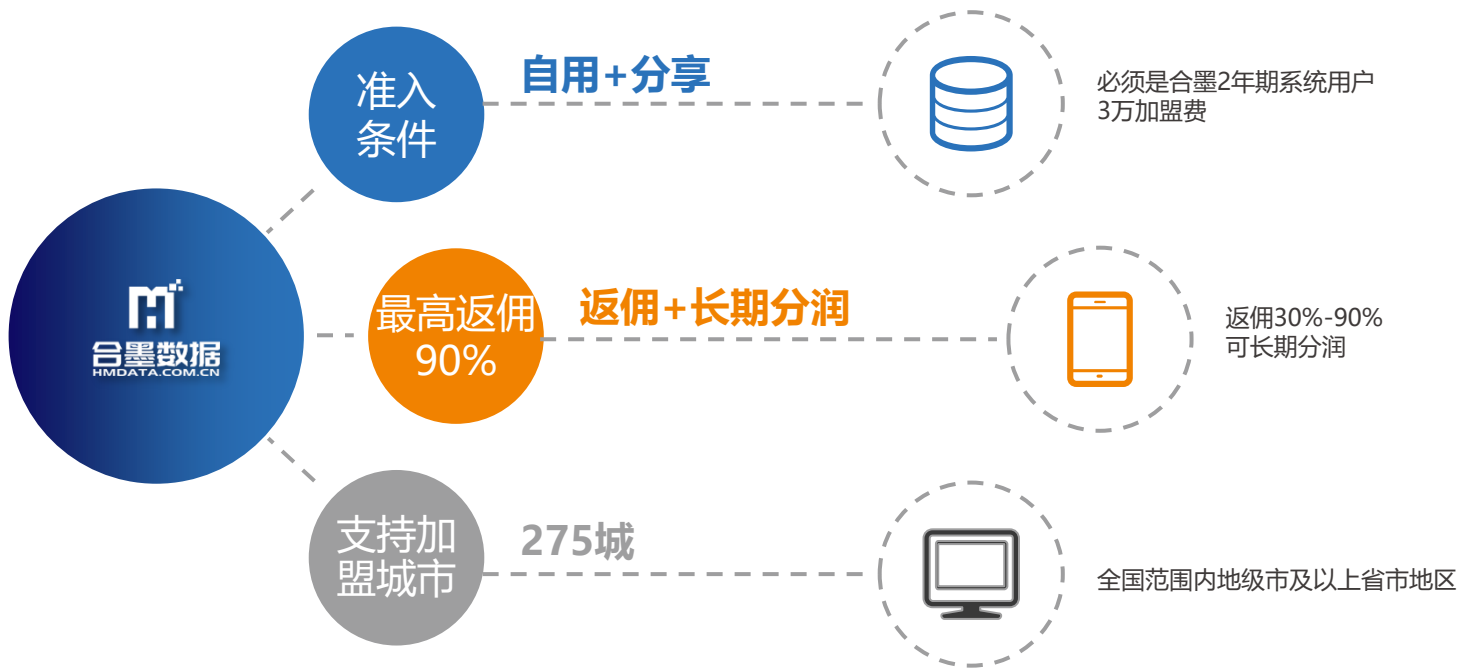 准入
条件
自用+分享
必须是合墨2年期系统用户
3万加盟费
合墨数据
HMDATA.COM.CN
最高返佣
90%
返佣+长期分润
返佣30%-90%
可长期分润
支持加
盟城市
275城
全国范围内地级市及以上省市地区